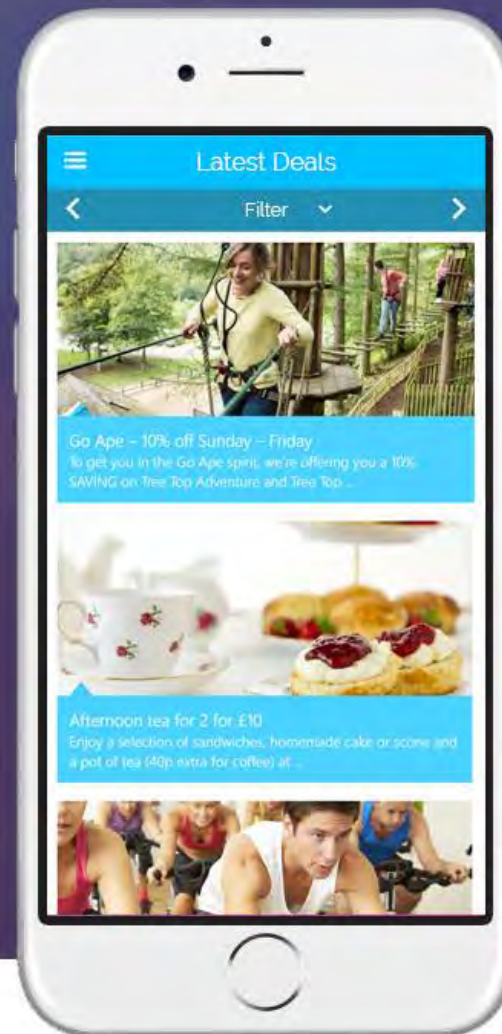 Latest Deals
Filter
Go Ape – 10% off Sunday – Friday
To get you in the Go Ape spirit, we're offering you a 10%
SAVING on Tree Top Adventure and Tree Top ...
Afternoon tea for 2 for £10
Enjoy a selection of sandwiches, homemade cake or scone and
a pot of tea (40p extra for coffee) at ...